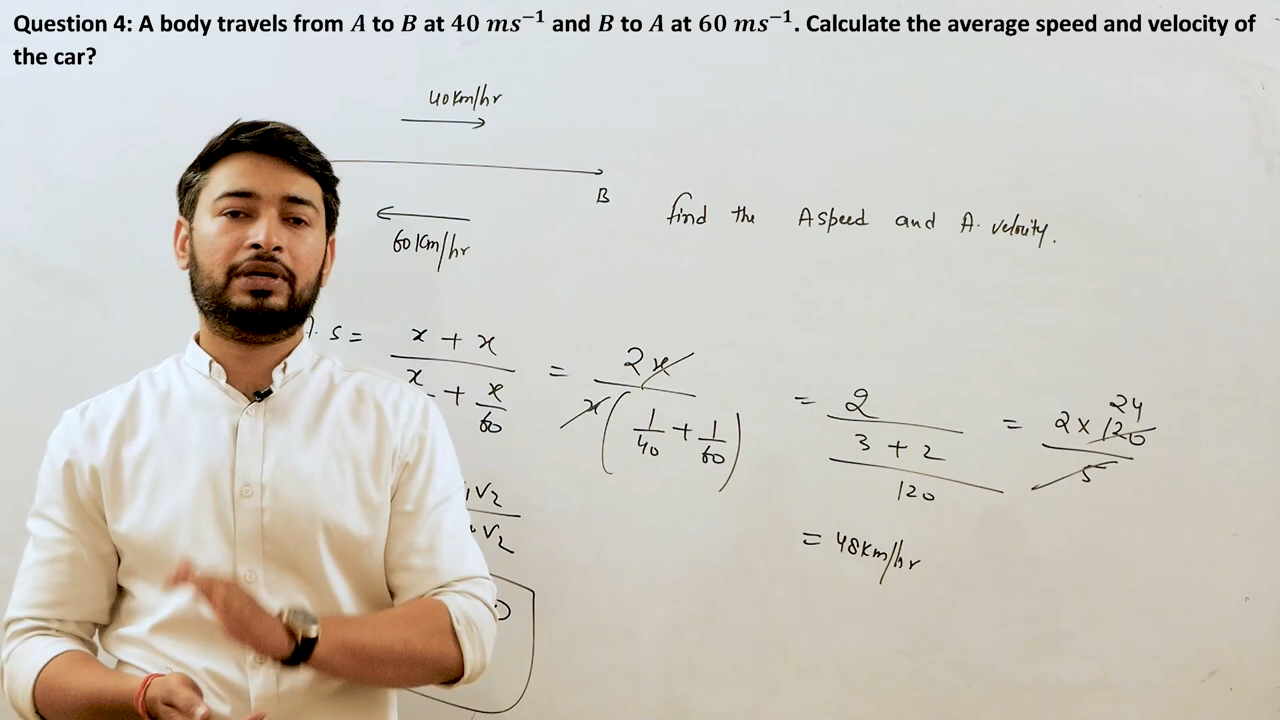 Question 4: A body travels from A to B at 40 ms⁻¹ and B to A at 60 ms⁻¹. Calculate the average speed and velocity of
the car?
40Km/hr
B
60Km/hr
find the A speed and A. velocity.
. S = x + x / x + x/60 = 2x / x(1/40 + 1/60) = 2 / 3 + 2 / 120 = 2 x 120 24 / 5
V2
V2
= 48Km/hr